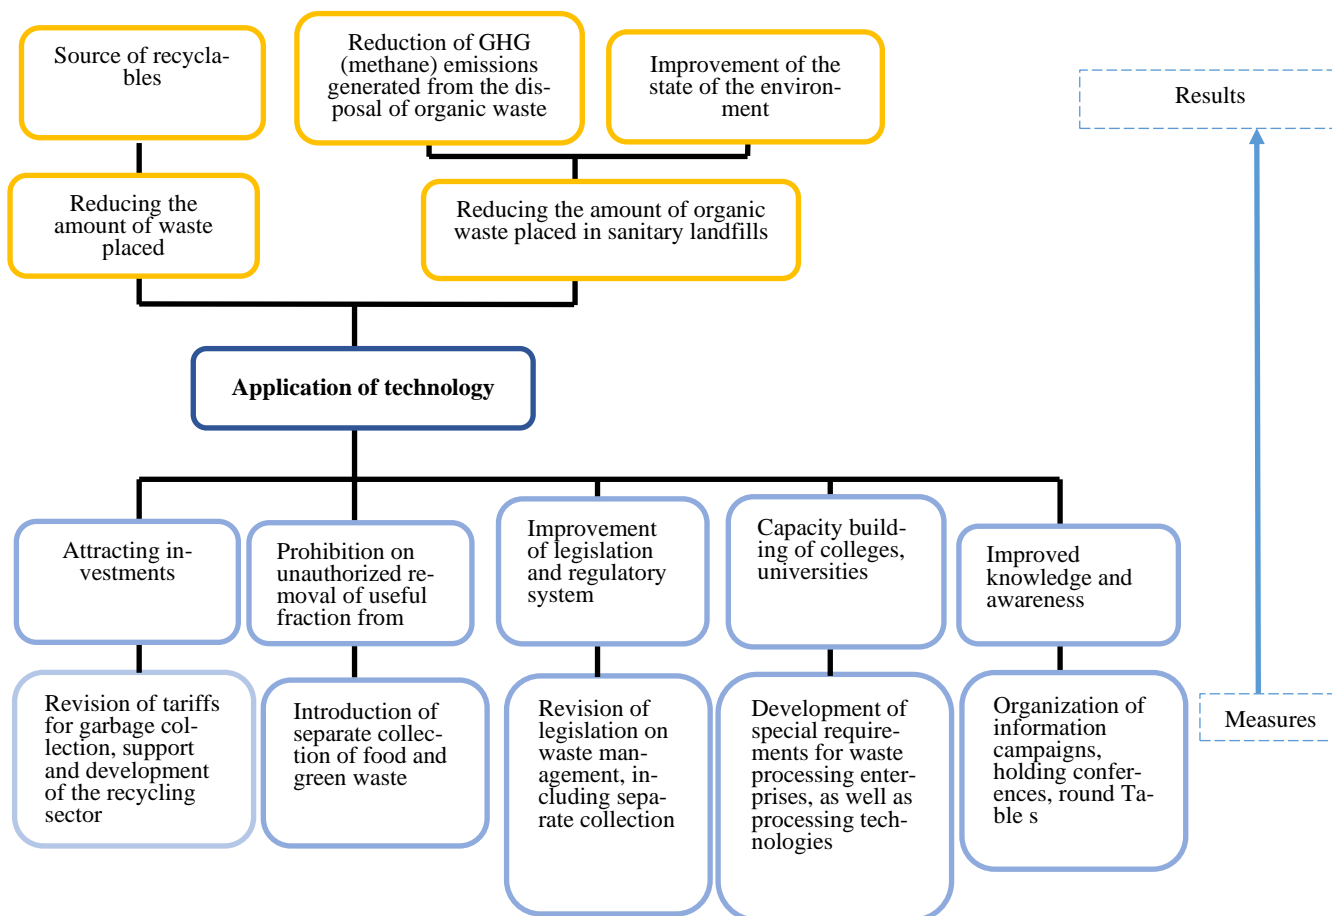 Source of recycla-
bles
Reduction of GHG
(methane) emissions
generated from the dis-
posal of organic waste
Improvement of the
state of the environ-
ment
Results
Reducing the
amount of waste
placed
Reducing the amount of organic
waste placed in sanitary landfills
Application of technology
Attracting in-
vestments
Prohibition on
unauthorized re-
moval of useful
fraction from
Improvement
of legislation
and regulatory
system
Capacity build-
ing of colleges,
universities
Improved
knowledge and
awareness
Revision of tariffs
for garbage col-
lection, support
and development
of the recycling
sector
Introduction of
separate collec-
tion of food and
green waste
Revision of
legislation on
waste man-
agement, in-
cluding sepa-
rate collection
Development of
special require-
ments for waste
processing enter-
prises, as well as
processing tech-
nologies
Organization of
information
campaigns,
holding confer-
ences, round Ta-
ble s
Measures